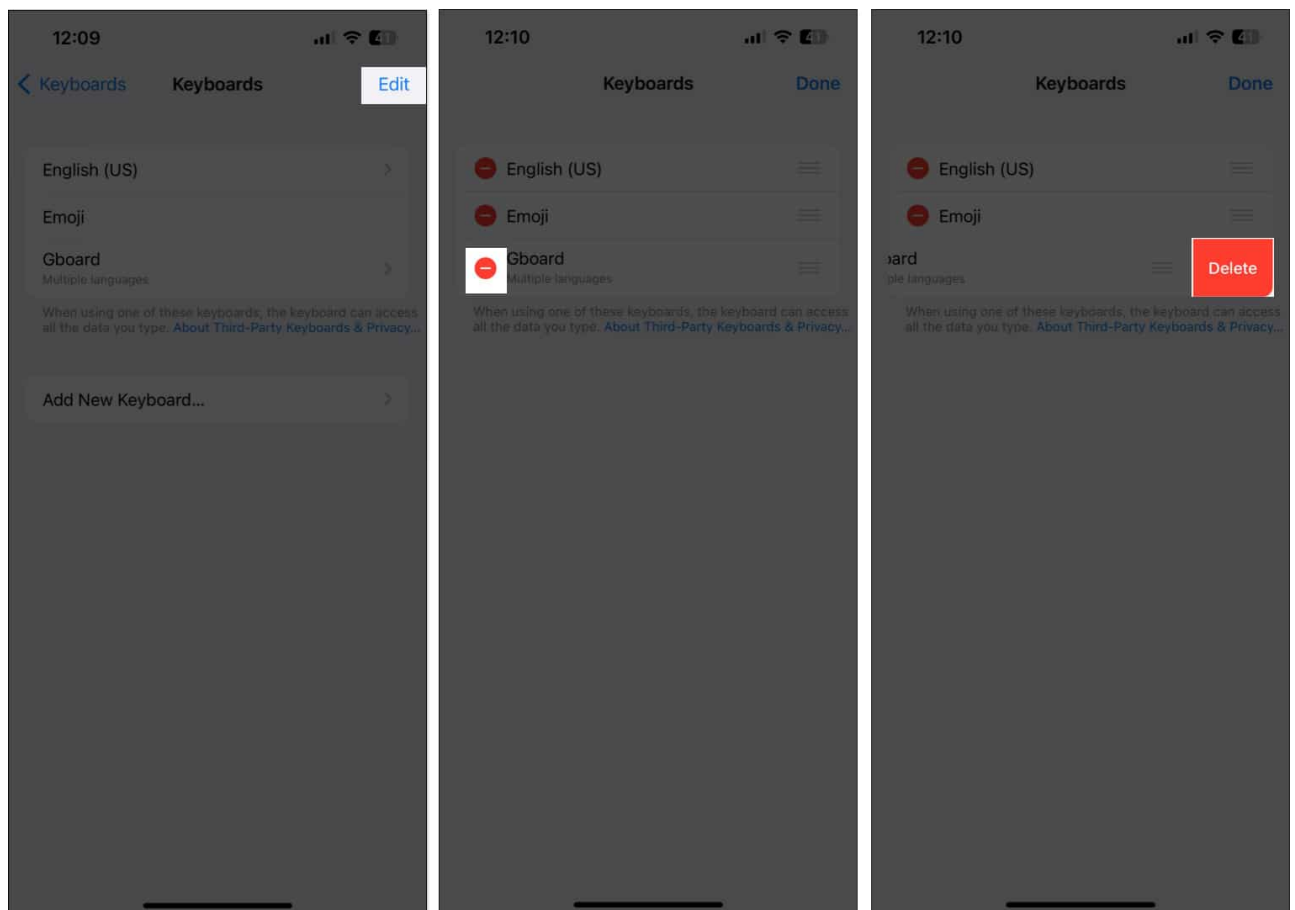 12:09
41
Keyboards
Keyboards
Edit
English (US)
Emoji
Gboard
Multiple languages
When using one of these keyboards, the keyboard can access
all the data you type. About Third-Party Keyboards & Privacy...
Add New Keyboard...
12:10
41
Keyboards
Done
English (US)
Emoji
Gboard
Multiple languages
When using one of these keyboards, the keyboard can access
all the data you type. About Third-Party Keyboards & Privacy...
12:10
41
Keyboards
Done
English (US)
Emoji
oard
ple languages
Delete
When using one of these keyboards, the keyboard can access
all the data you type. About Third-Party Keyboards & Privacy...